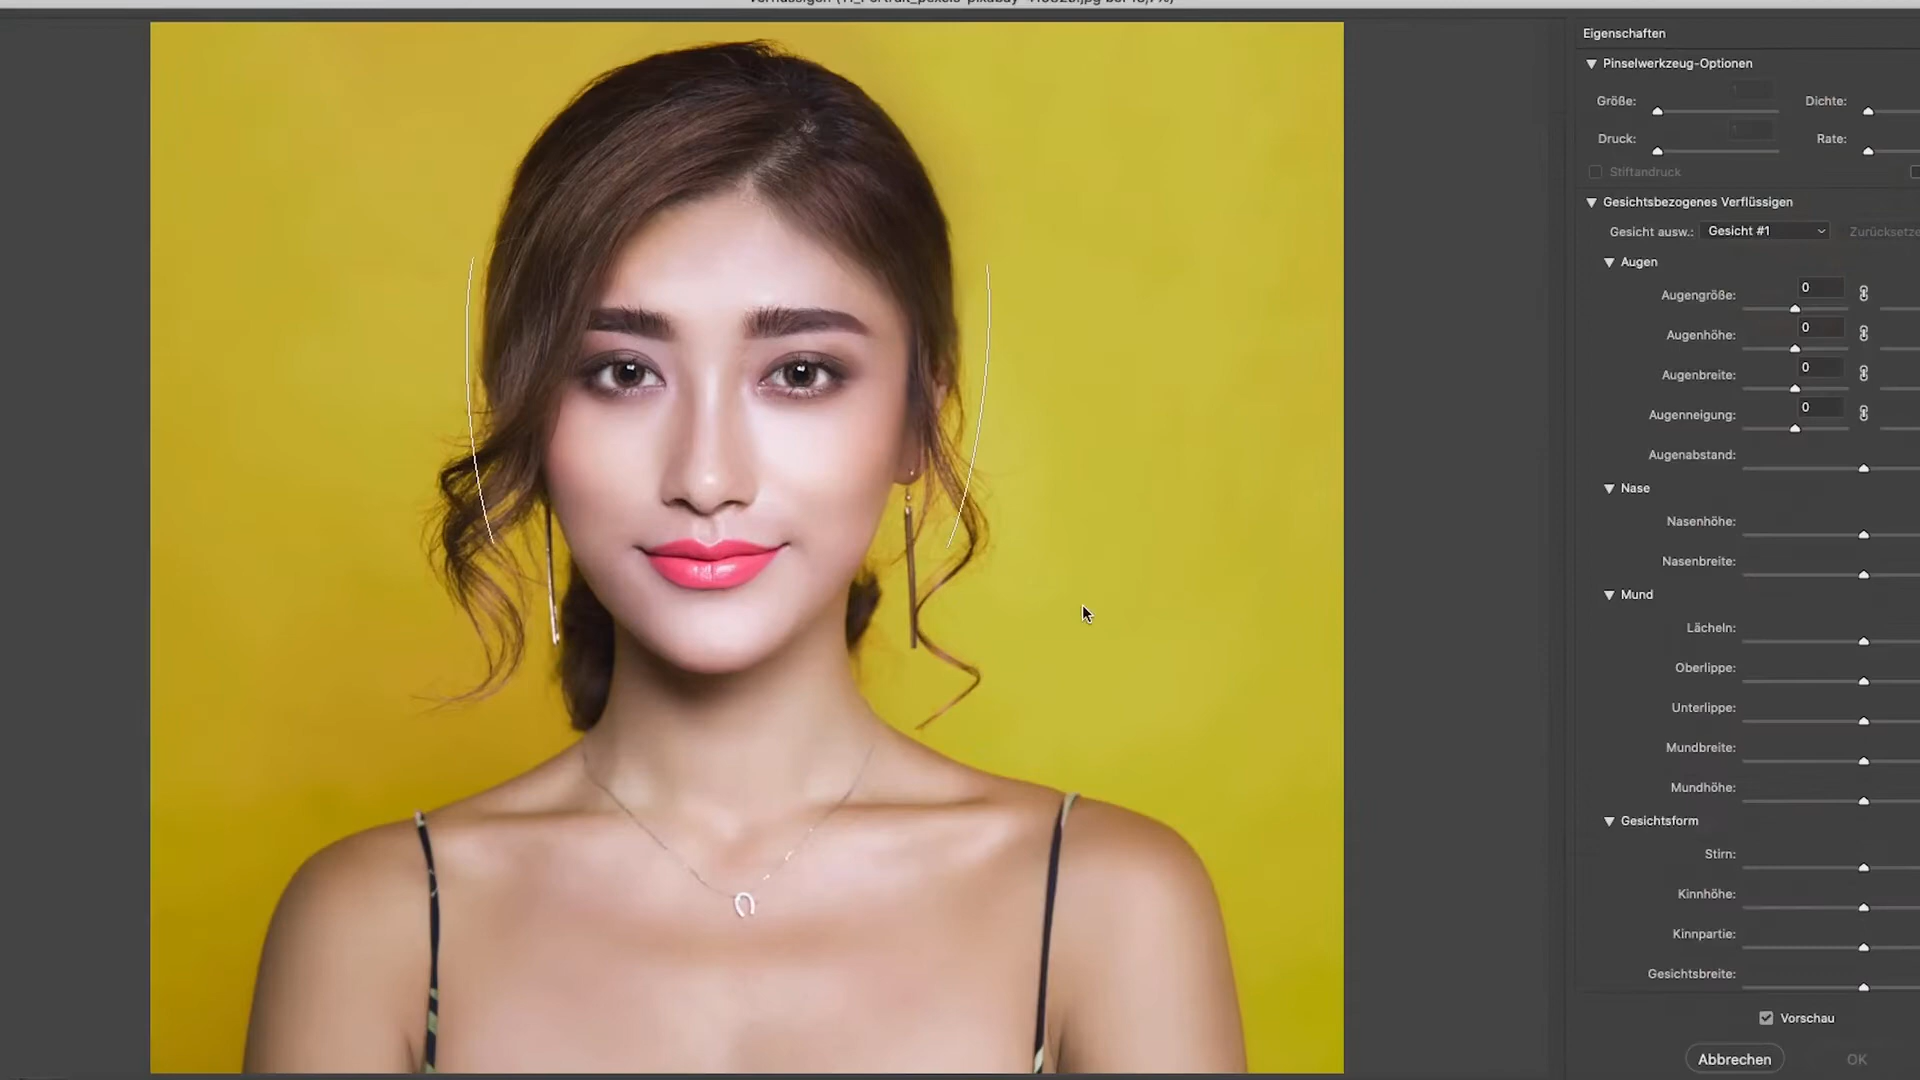 Eigenschaften
Pinselwerkzeug-Optionen
Größe:
Dichte:
Druck:
Rate:
Stiftandruck
Gesichtsbezogenes Verflüssigen
Gesicht ausw.: Gesicht #1 Zurücksetze
Augen
Augengröße: 0
Augenhöhe: 0
Augenbreite: 0
Augenneigung: 0
Augenabstand:
Nase
Nasenhöhe:
Nasenbreite:
Mund
Lächeln:
Oberlippe:
Unterlippe:
Mundbreite:
Mundhöhe:
Gesichtsform
Stirn:
Kinnhöhe:
Kinnpartie:
Gesichtsbreite:
Vorschau
Abbrechen OK